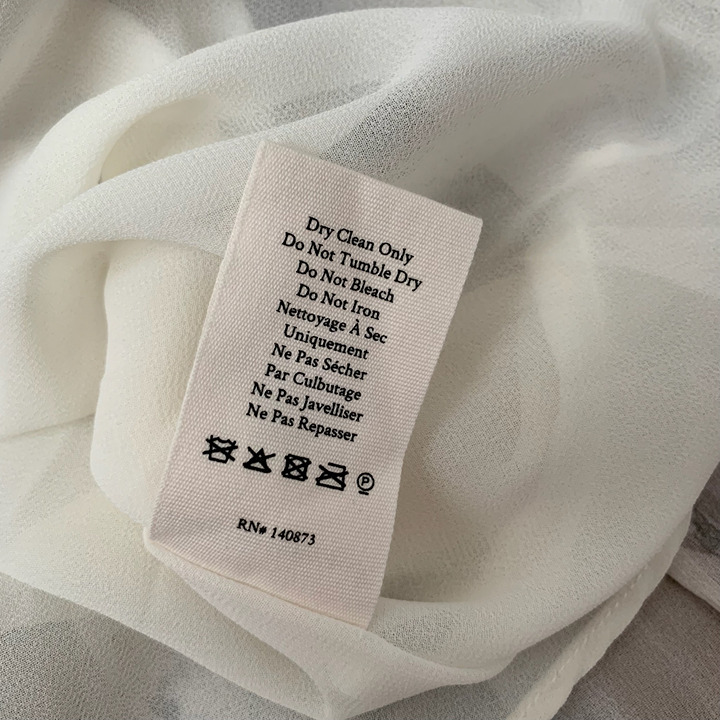 Dry Clean Only
Do Not Tumble Dry
Do Not Bleach
Do Not Iron
Nettoyage À Sec
Uniquement
Ne Pas Sécher
Par Culbutage
Ne Pas Javelliser
Ne Pas Repasser
P
RN# 140873